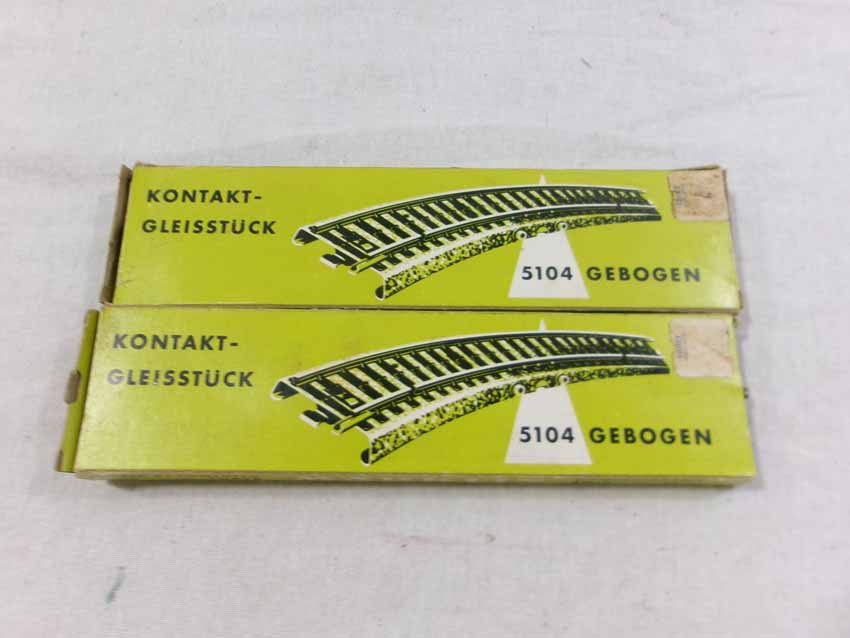 KONTAKT-
GLEISSTÜCK
5104 GEBOGEN
KONTAKT-
GLEISSTÜCK
5104 GEBOGEN